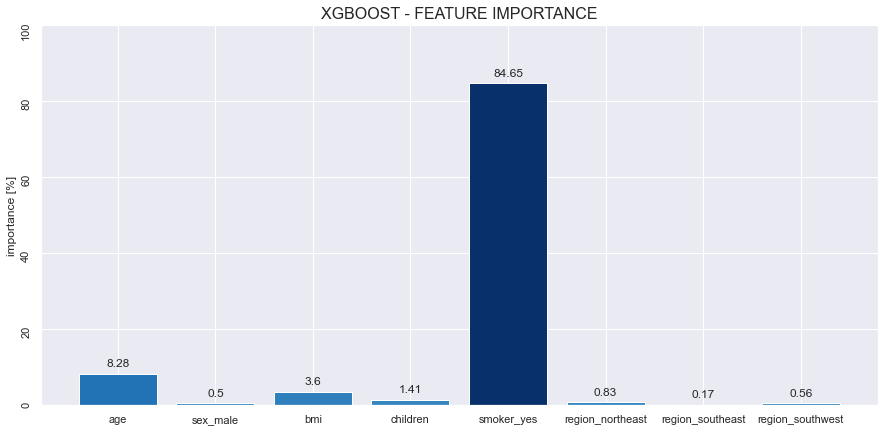 XGBOOST - FEATURE IMPORTANCE
importance [%]
100
80
60
40
20
0
8.28
0.5
3.6
1.41
84.65
0.83
0.17
0.56
age
sex_male
bmi
children
smoker_yes
region_northeast
region_southeast
region_southwest